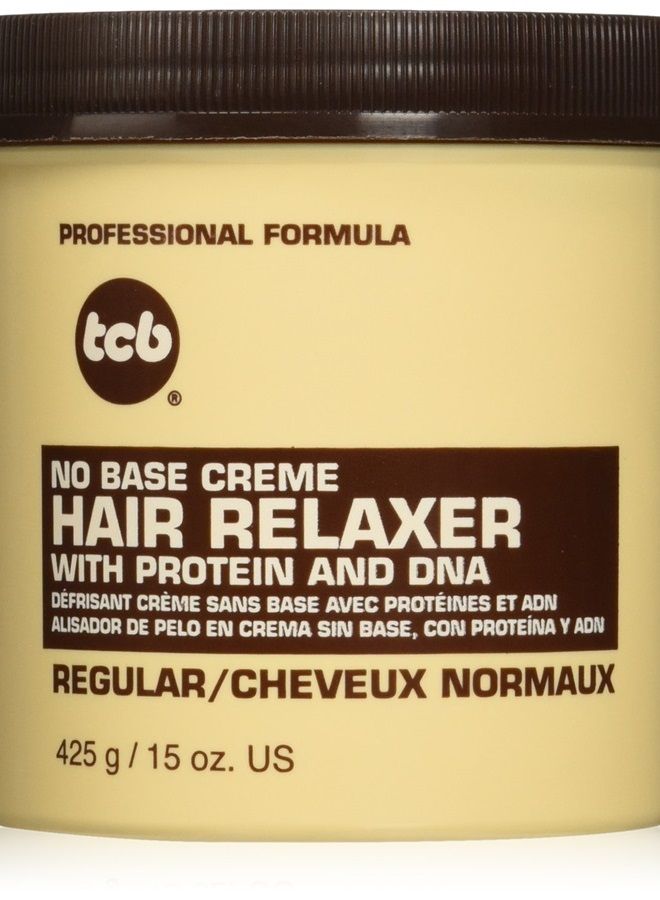 PROFESSIONAL FORMULA
tcb
®
NO BASE CREME
HAIR RELAXER
WITH PROTEIN AND DNA
DÉFRISANT CRÈME SANS BASE AVEC PROTÉINES ET ADN
ALISADOR DE PELO EN CREMA SIN BASE, CON PROTEÍNA Y ADN
REGULAR/CHEVEUX NORMAUX
425 g / 15 oz. US